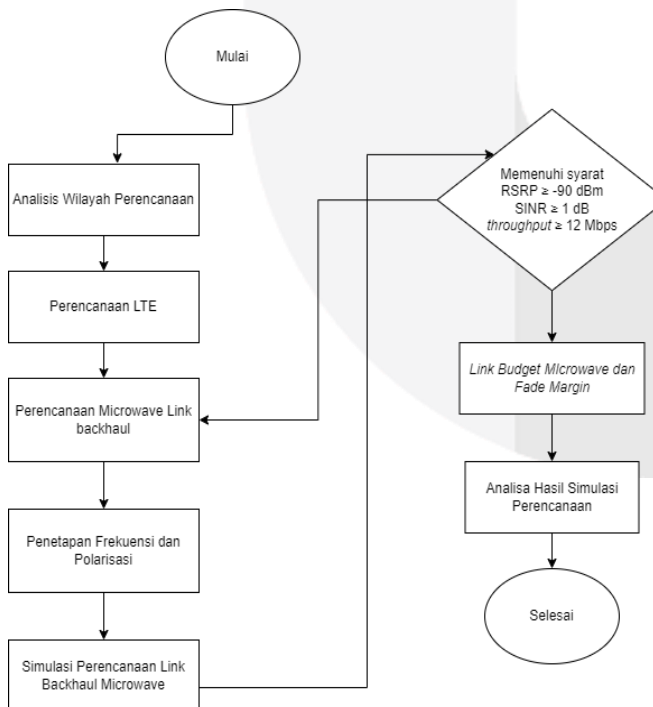 Mulai
Analisis Wilayah Perencanaan
Perencanaan LTE
Perencanaan Microwave Link
backhaul
Penetapan Frekuensi dan
Polarisasi
Simulasi Perencanaan Link
Backhaul Microwave
Memenuhi syarat
RSRP ≥ -90 dBm
SINR ≥ 1 dB
throughput ≥ 12 Mbps
Link Budget MIcrowave dan
Fade Margin
Analisa Hasil Simulasi
Perencanaan
Selesai